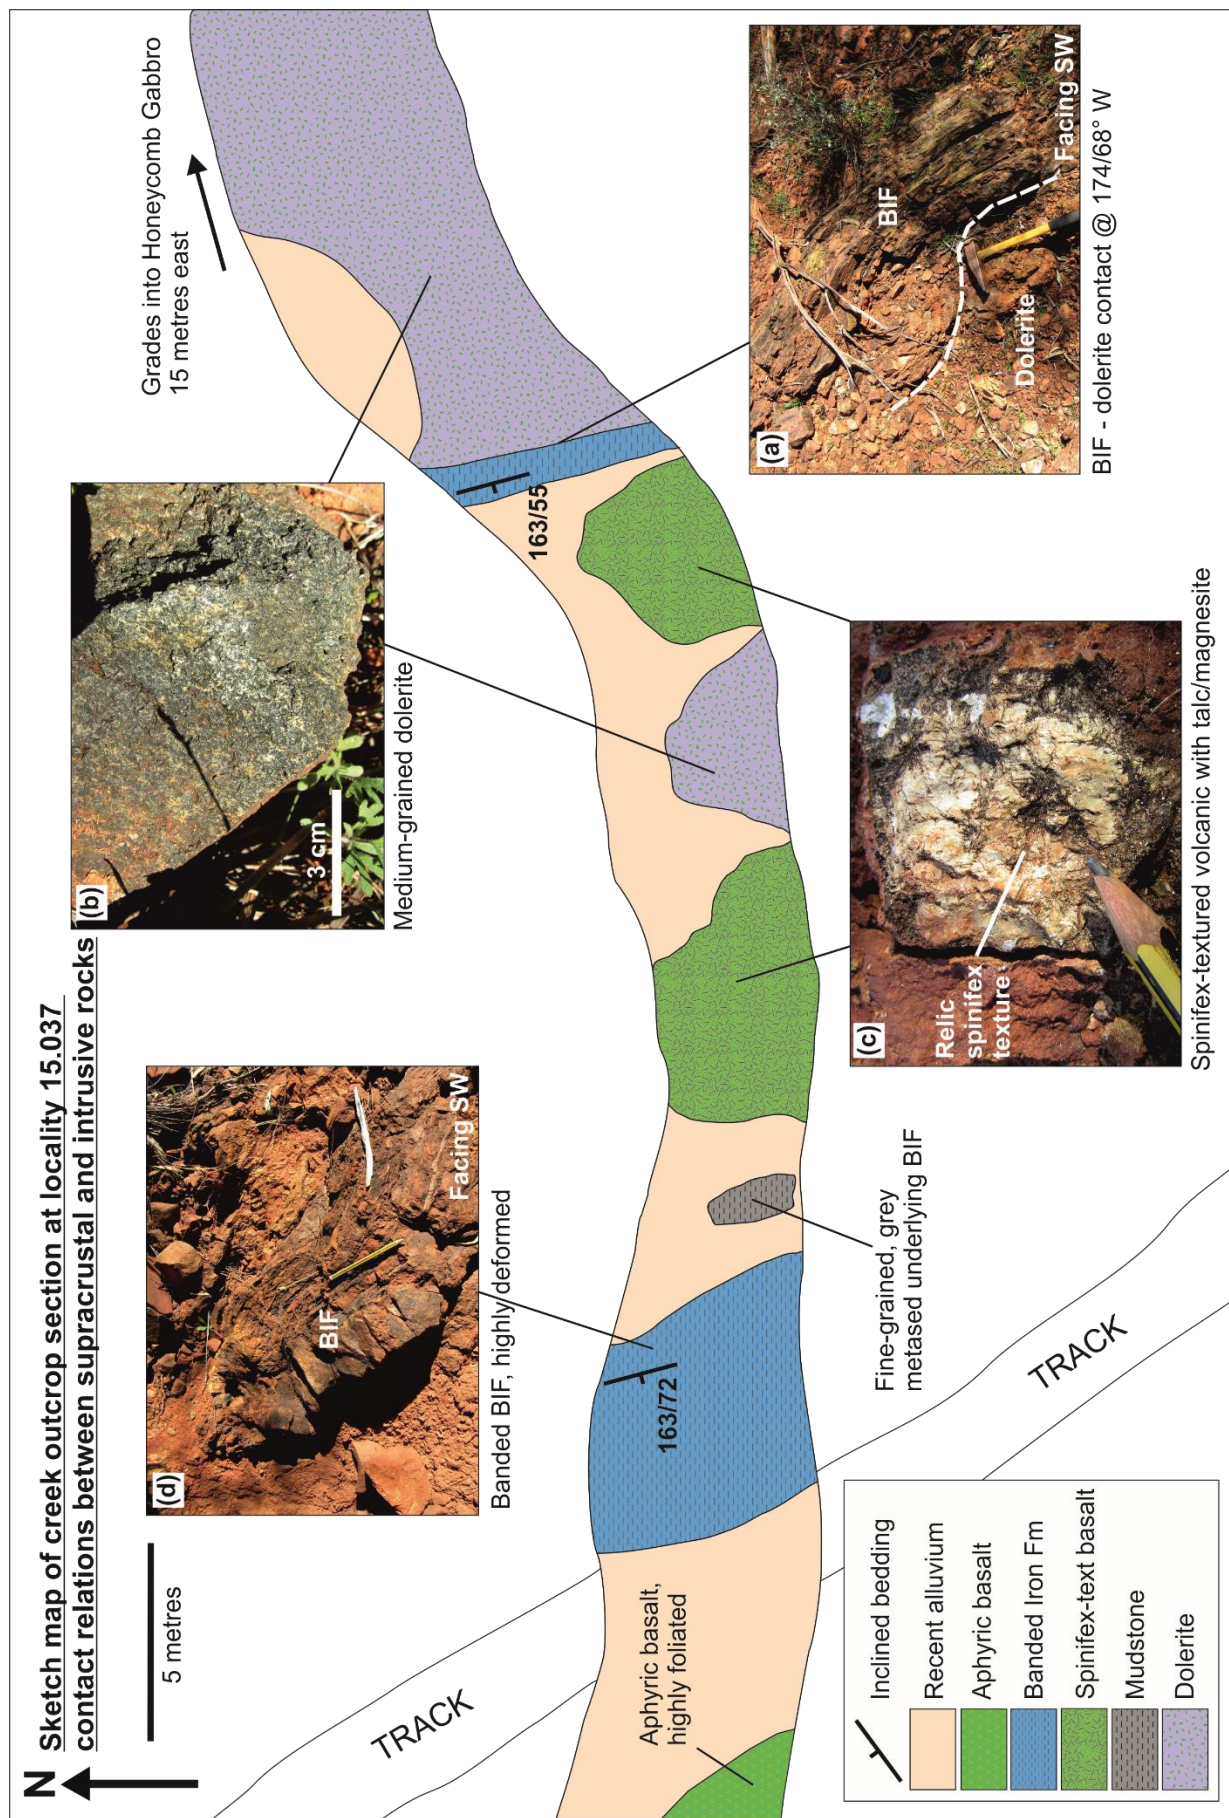 N
Sketch map of creek outcrop section at locality 15.037
contact relations between supracrustal and intrusive rocks
5 metres
Grades into Honeycomb Gabbro
15 metres east
(d)
BIF
Facing SW
Banded BIF, highly deformed
(b)
3 cm
Medium-grained dolerite
TRACK
Aphyric basalt,
highly foliated
163/72
163/55
Fine-grained, grey
metased underlying BIF
TRACK
(c)
Relic
spinifex
texture
Spinifex-textured volcanic with talc/magnesite
(a)
BIF
Dolerite
Facing SW
BIF - dolerite contact @ 174/68° W
Inclined bedding
Recent alluvium
Aphyric basalt
Banded Iron Fm
Spinifex-text basalt
Mudstone
Dolerite